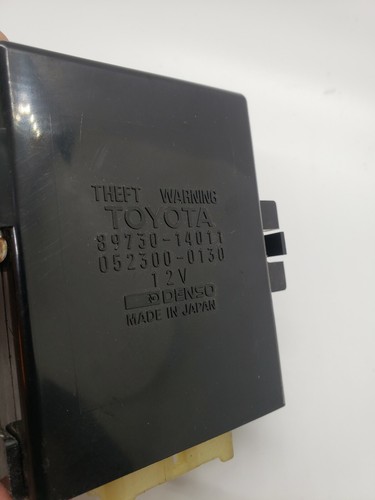 THEFT WARNING
TOYOTA
89730-14011
052300-0130
12V
DENSO
MADE IN JAPAN